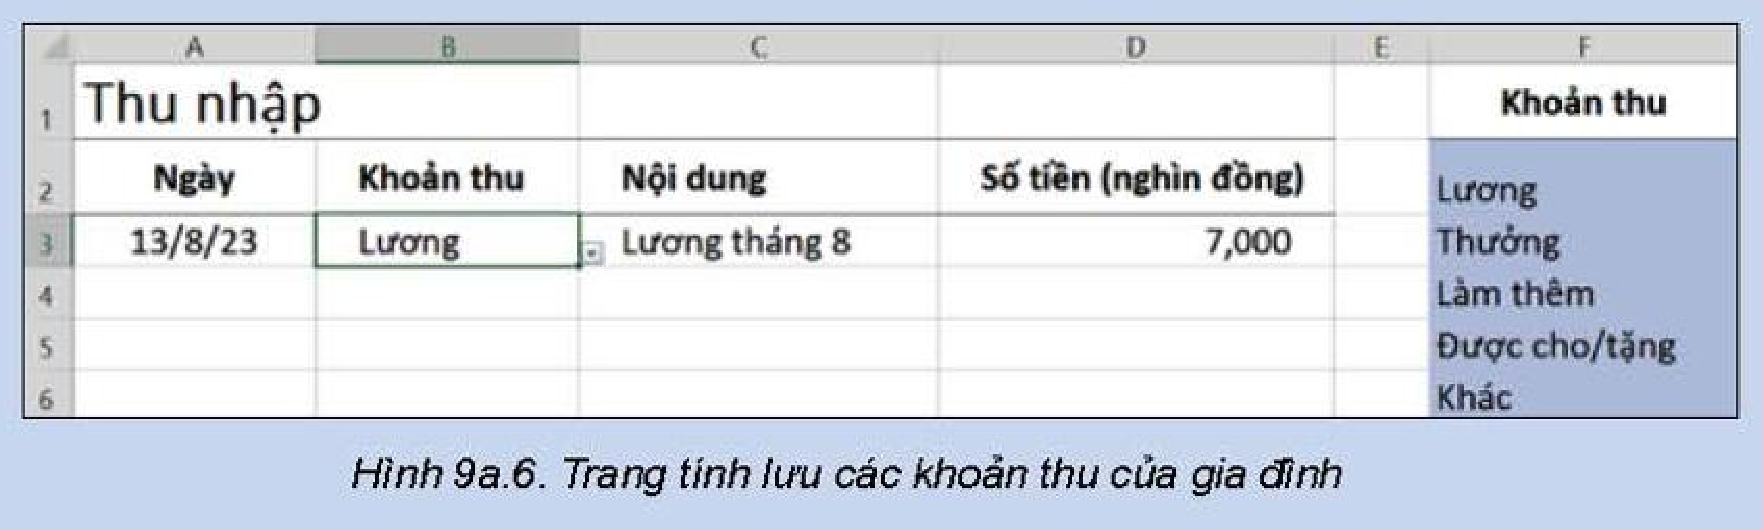 A B C D E F
1 Thu nhập Khoản thu
2 Ngày Khoản thu Nội dung Số tiền (nghìn đồng) Lương
3 13/8/23 Lương Lương tháng 8 7,000 Thưởng
4 Làm thêm
5 Được cho/tặng
6 Khác
Hình 9a.6. Trang tính lưu các khoản thu của gia đình